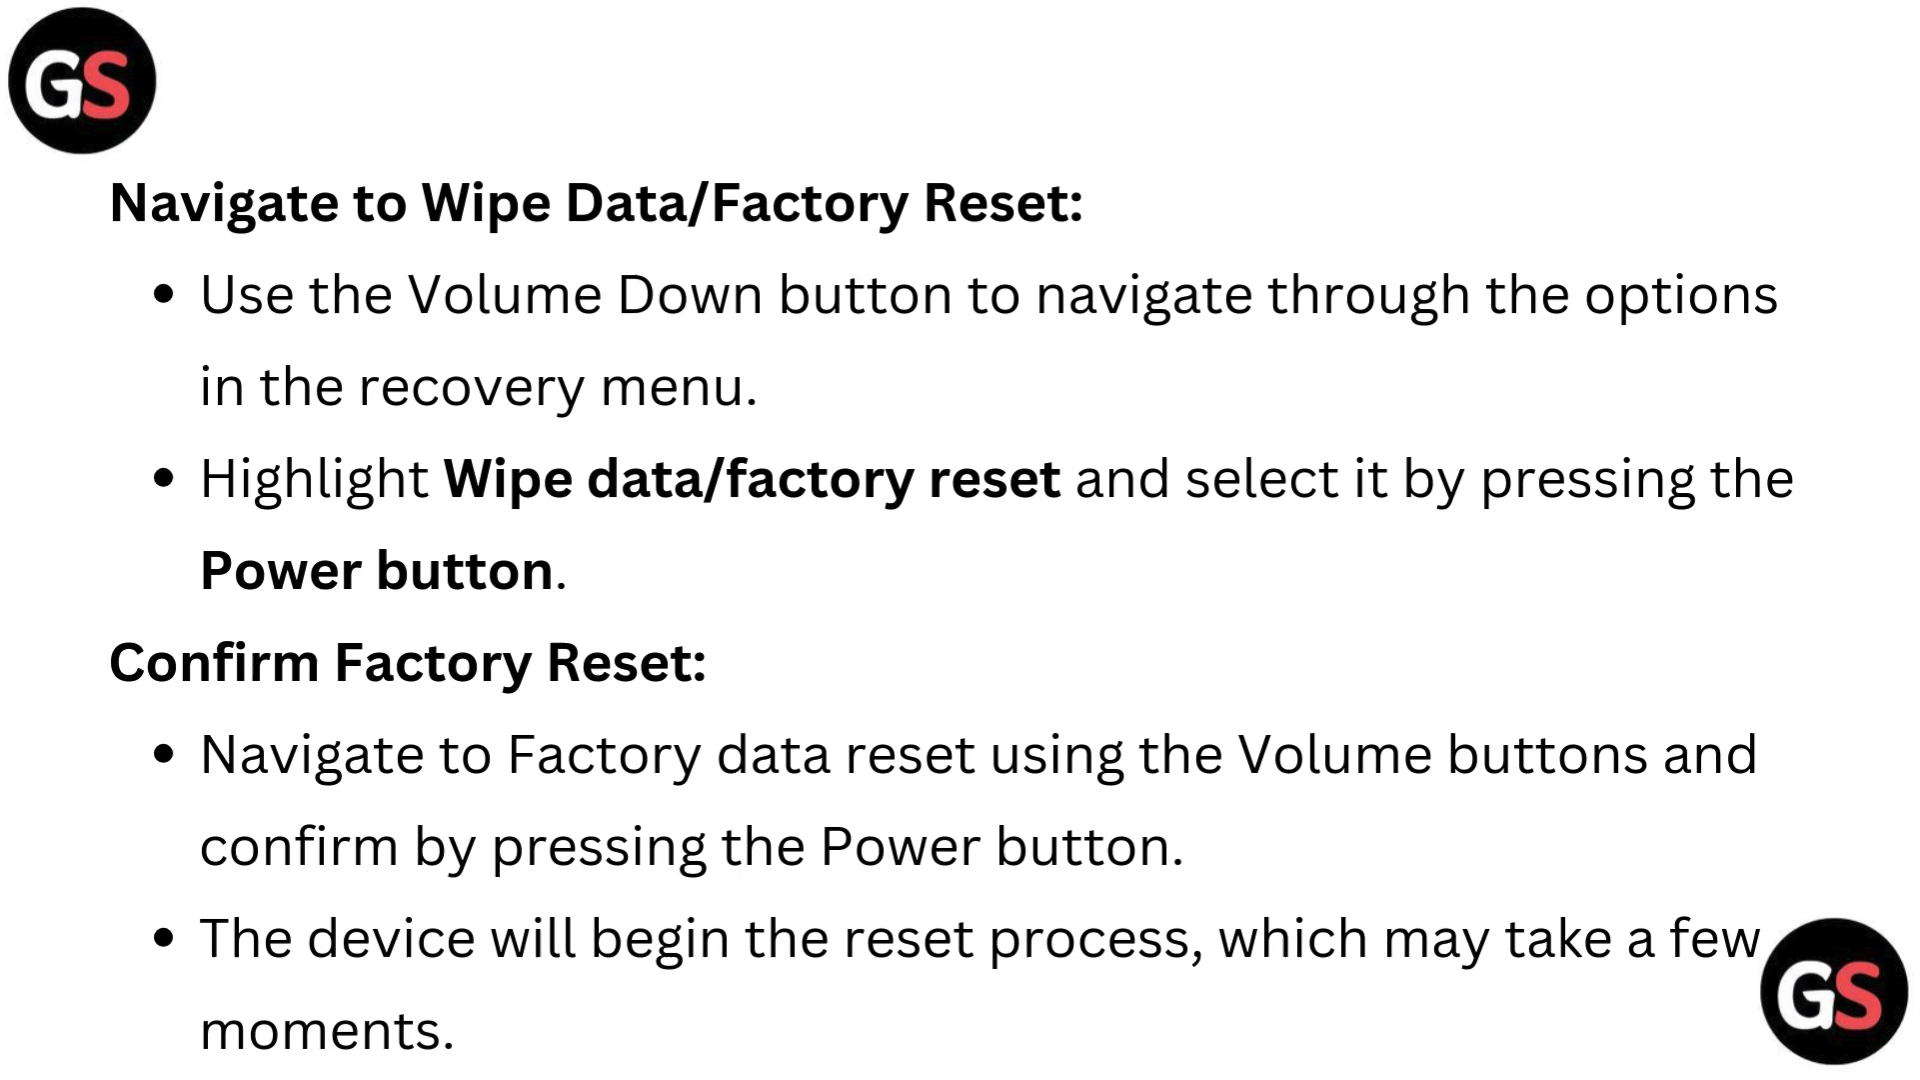 GS
Navigate to Wipe Data/Factory Reset:
• Use the Volume Down button to navigate through the options
in the recovery menu.
• Highlight Wipe data/factory reset and select it by pressing the
Power button.
Confirm Factory Reset:
• Navigate to Factory data reset using the Volume buttons and
confirm by pressing the Power button.
• The device will begin the reset process, which may take a few
moments.
GS